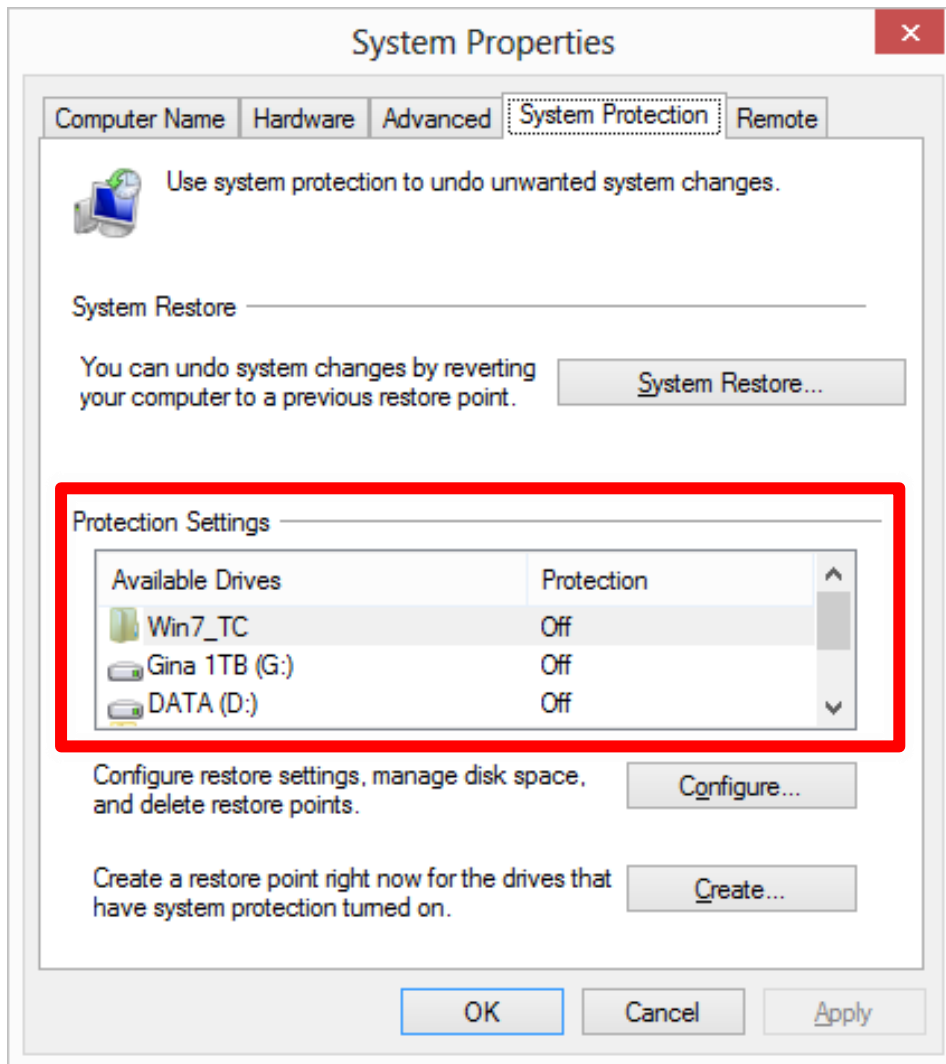 System Properties
Computer Name Hardware Advanced System Protection Remote
Use system protection to undo unwanted system changes.
System Restore
You can undo system changes by reverting
your computer to a previous restore point.
System Restore...
Protection Settings
Available Drives Protection
Win7_TC Off
Gina 1TB (G:) Off
DATA (D:) Off
Configure restore settings, manage disk space,
and delete restore points.
Configure...
Create a restore point right now for the drives that
have system protection turned on.
Create...
OK Cancel Apply